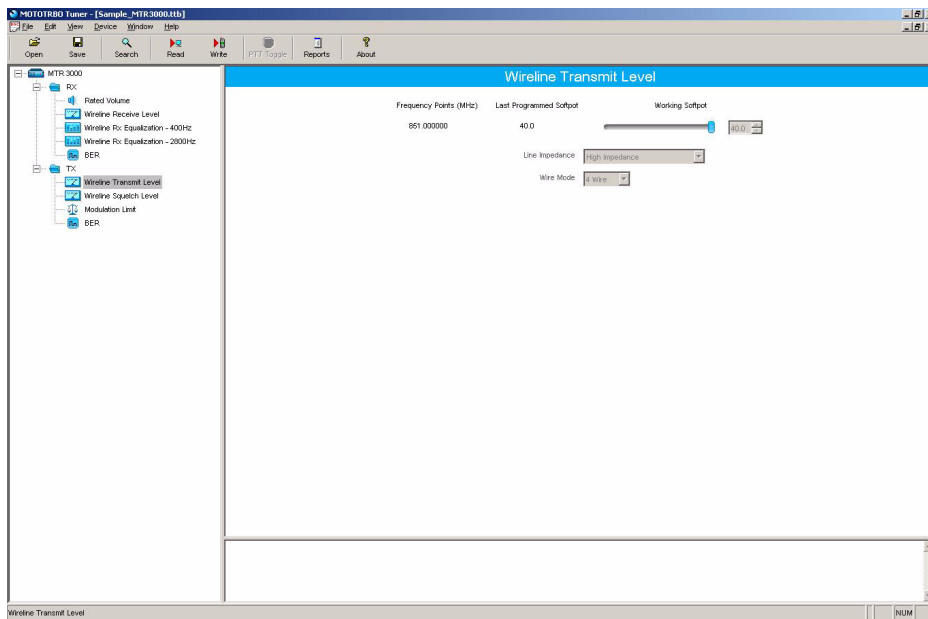 MOTOTRBO Tuner - [Sample_MTR3000.ttb]
File Edit View Device Window Help
Open Save Search Read Write PTT Toggle Reports About
MTR 3000
RX
Rated Volume
Wireline Receive Level
Wireline Rx Equalization - 400Hz
Wireline Rx Equalization - 2800Hz
BER
TX
Wireline Transmit Level
Wireline Squelch Level
Modulation Limit
BER
Wireline Transmit Level
Frequency Points (MHz) Last Programmed Softpot Working Softpot
851.000000 40.0 40.0
Line Impedance High Impedance
Wire Mode 4 Wire
Wireline Transmit Level NUM